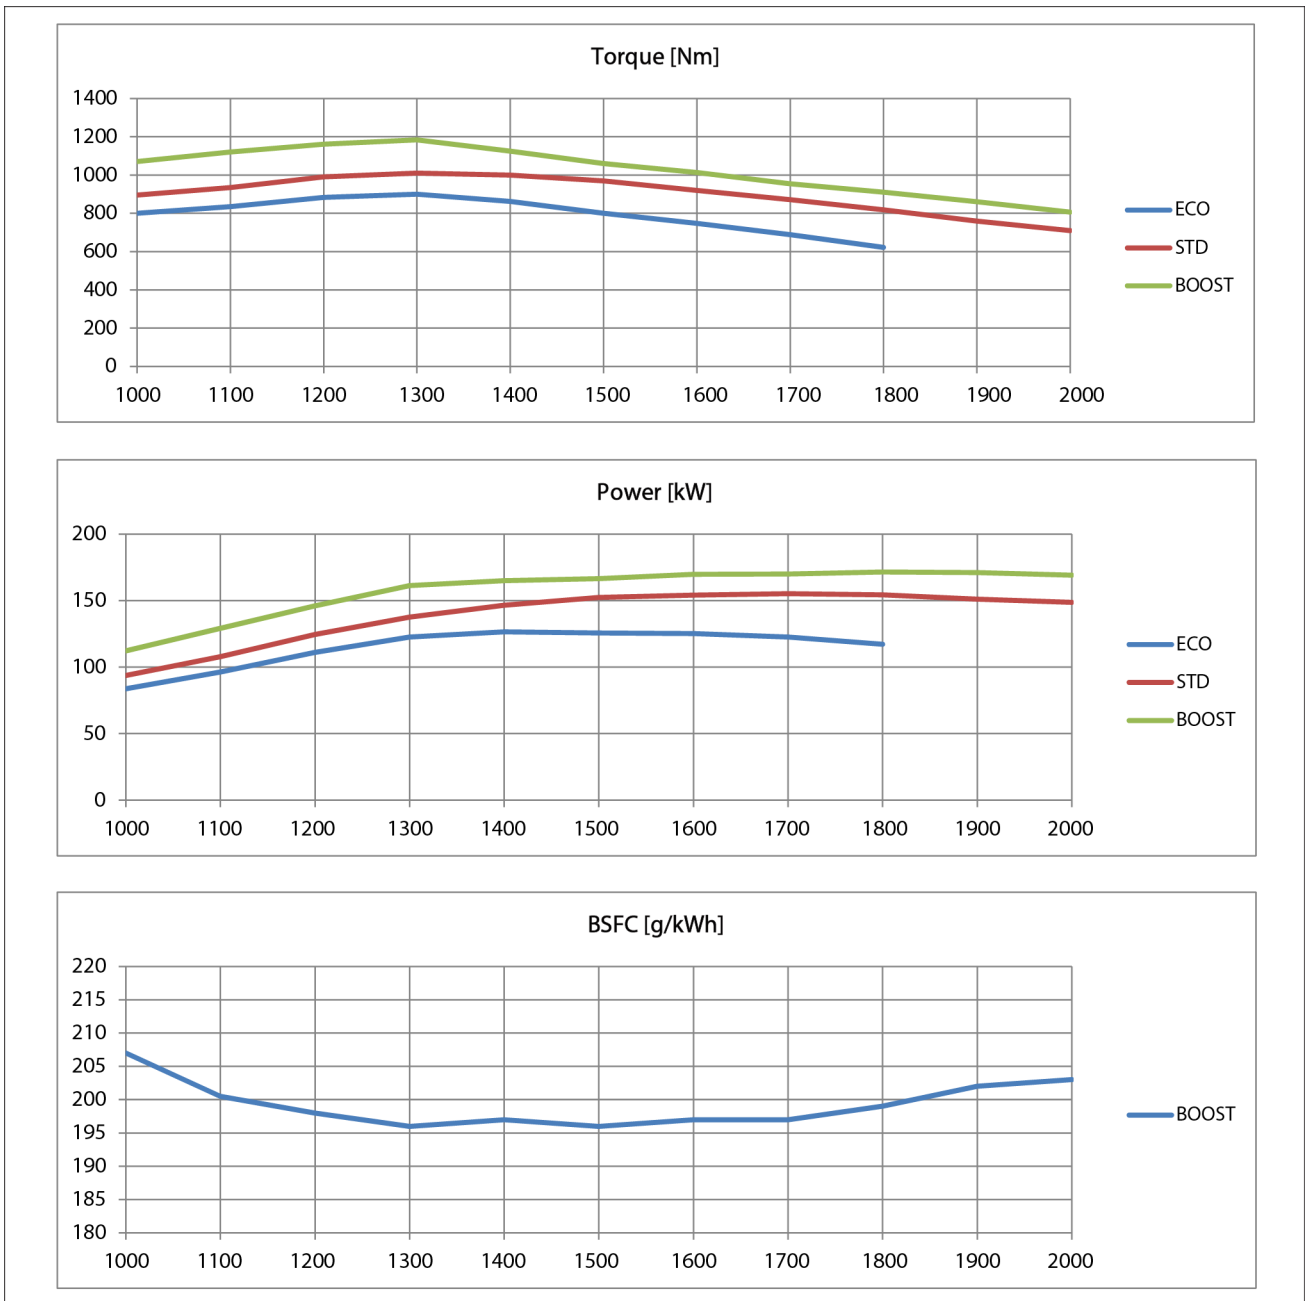 Torque [Nm]
1400
1200
1000
800
600
400
200
0
1000 1100 1200 1300 1400 1500 1600 1700 1800 1900 2000
ECO
STD
BOOST
Power [kW]
200
150
100
50
0
1000 1100 1200 1300 1400 1500 1600 1700 1800 1900 2000
ECO
STD
BOOST
BSFC [g/kWh]
220
215
210
205
200
195
190
185
180
1000 1100 1200 1300 1400 1500 1600 1700 1800 1900 2000
BOOST